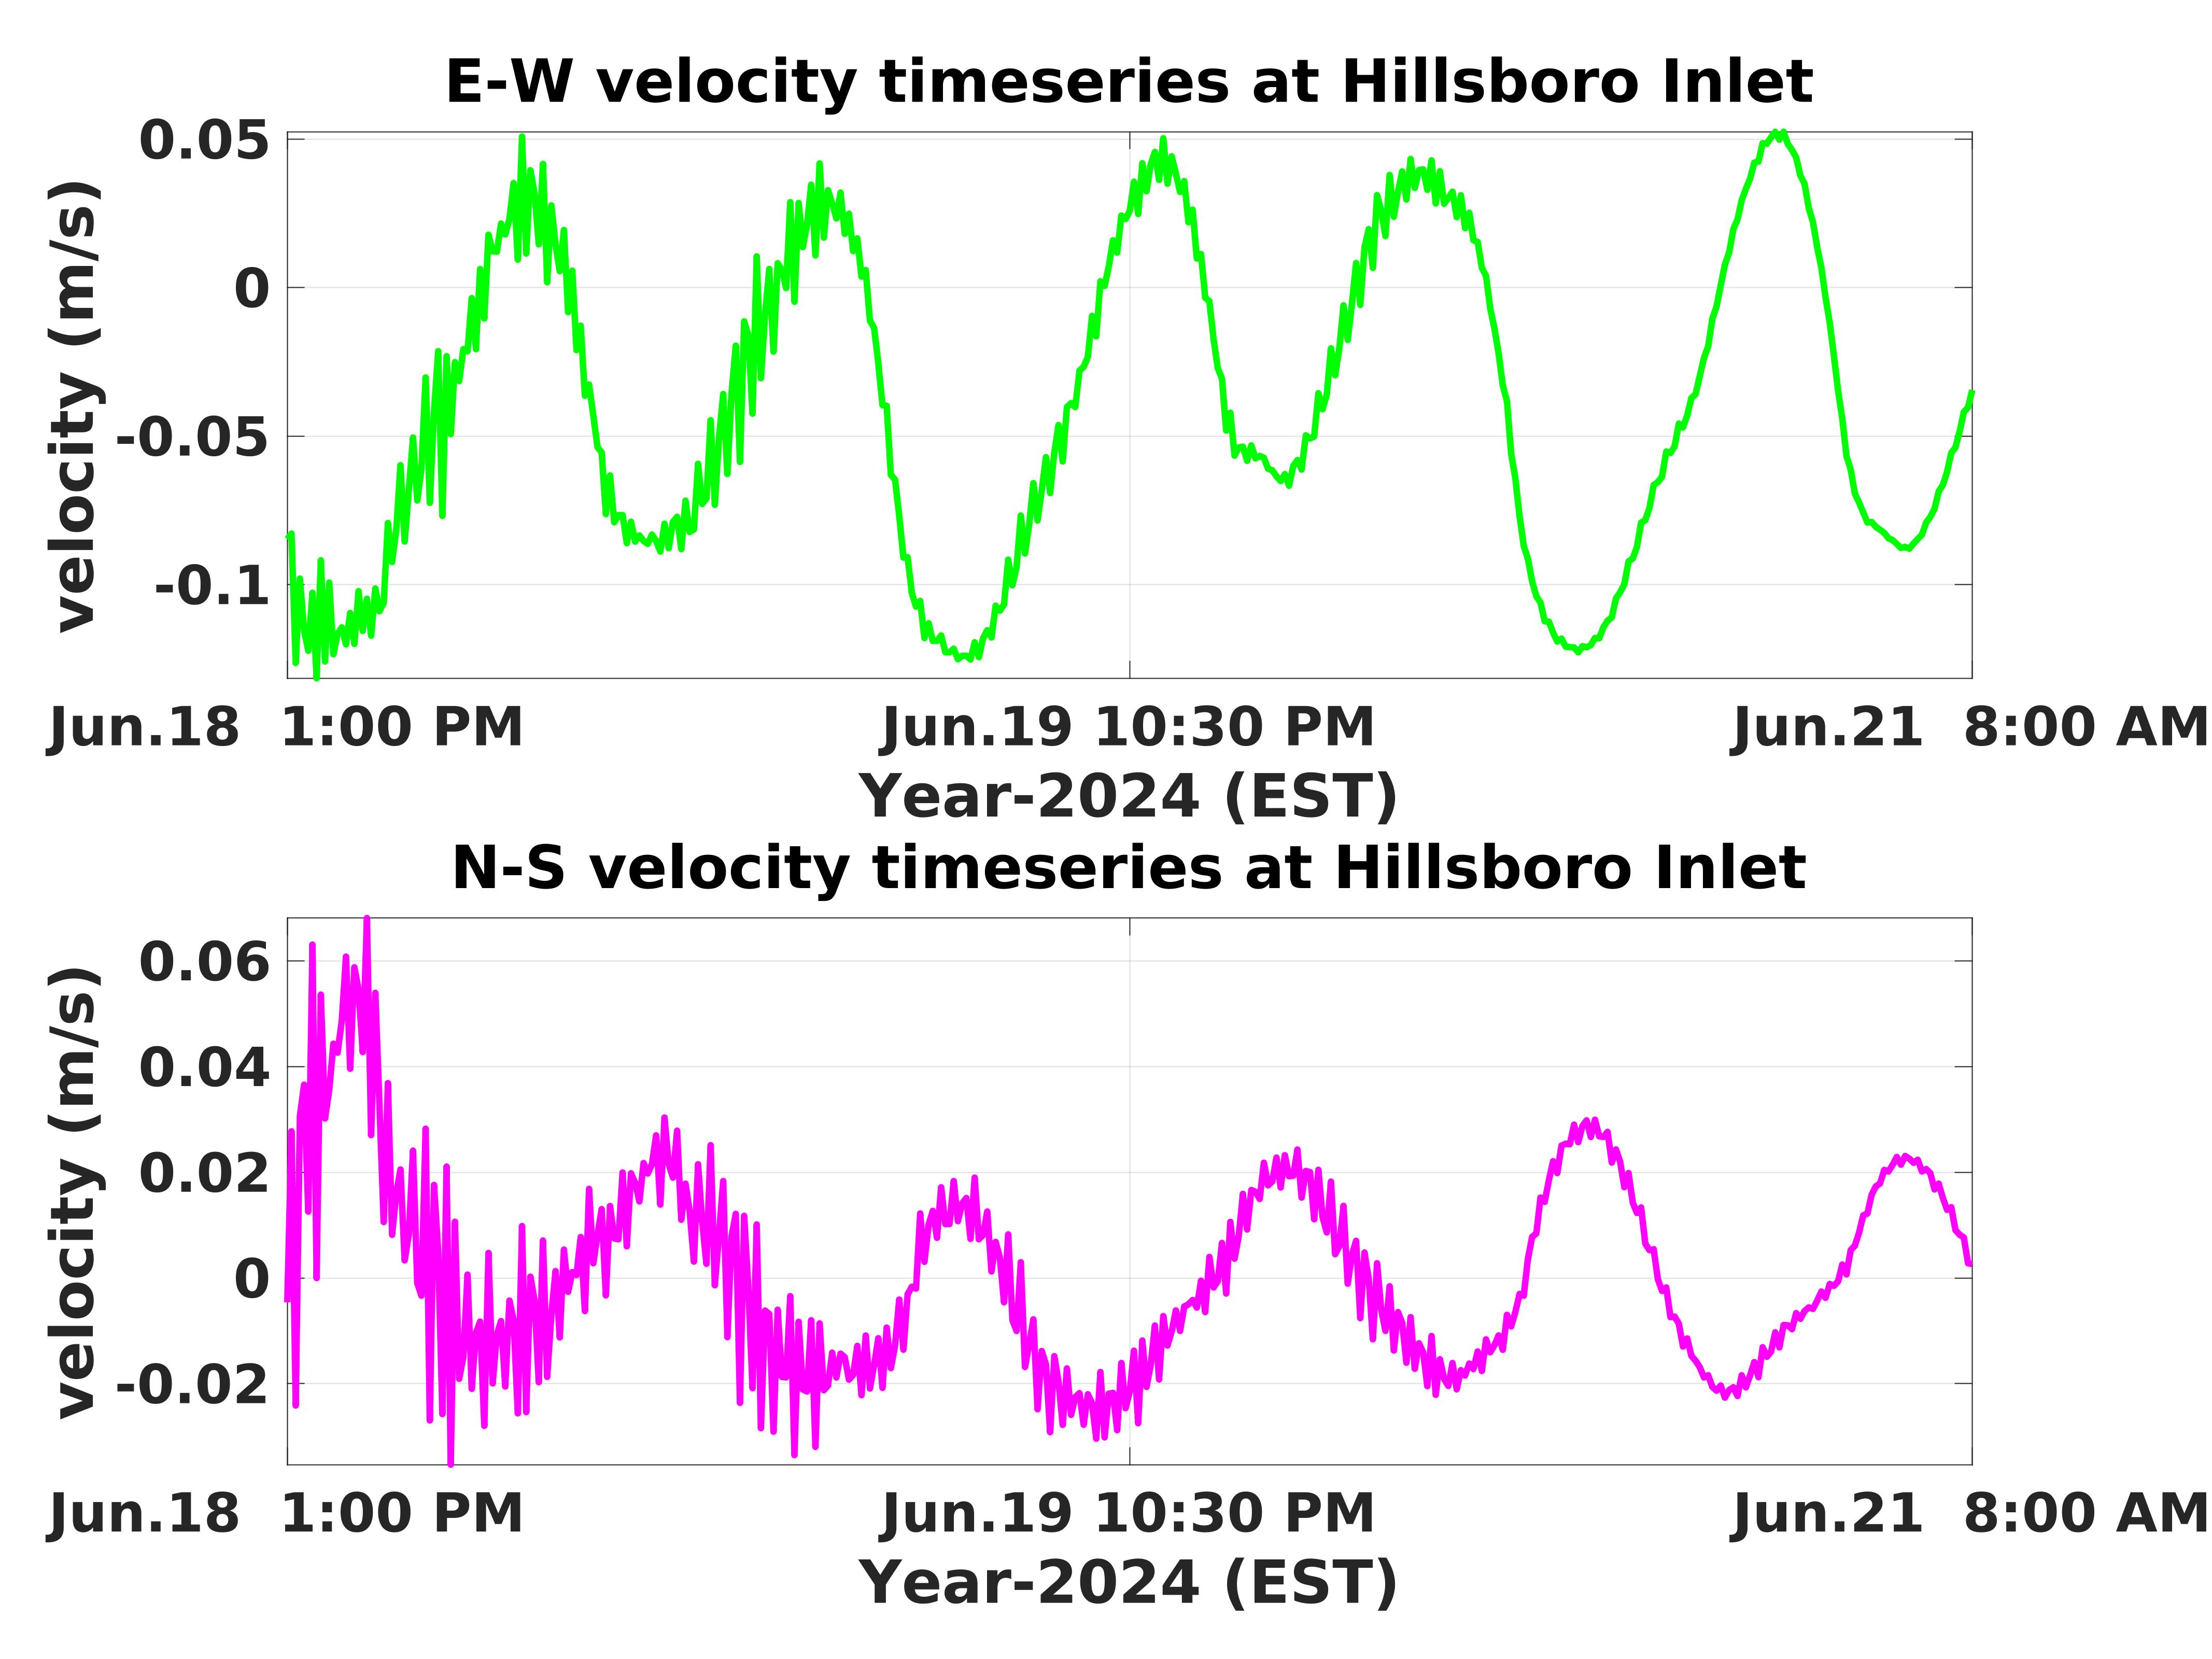 E-W velocity timeseries at Hillsboro Inlet
velocity (m/s)
0.05
0
-0.05
-0.1
Jun.18  1:00 PM Jun.19 10:30 PM Jun.21  8:00 AM
Year-2024 (EST)
N-S velocity timeseries at Hillsboro Inlet
velocity (m/s)
0.06
0.04
0.02
0
-0.02
Jun.18  1:00 PM Jun.19 10:30 PM Jun.21  8:00 AM
Year-2024 (EST)